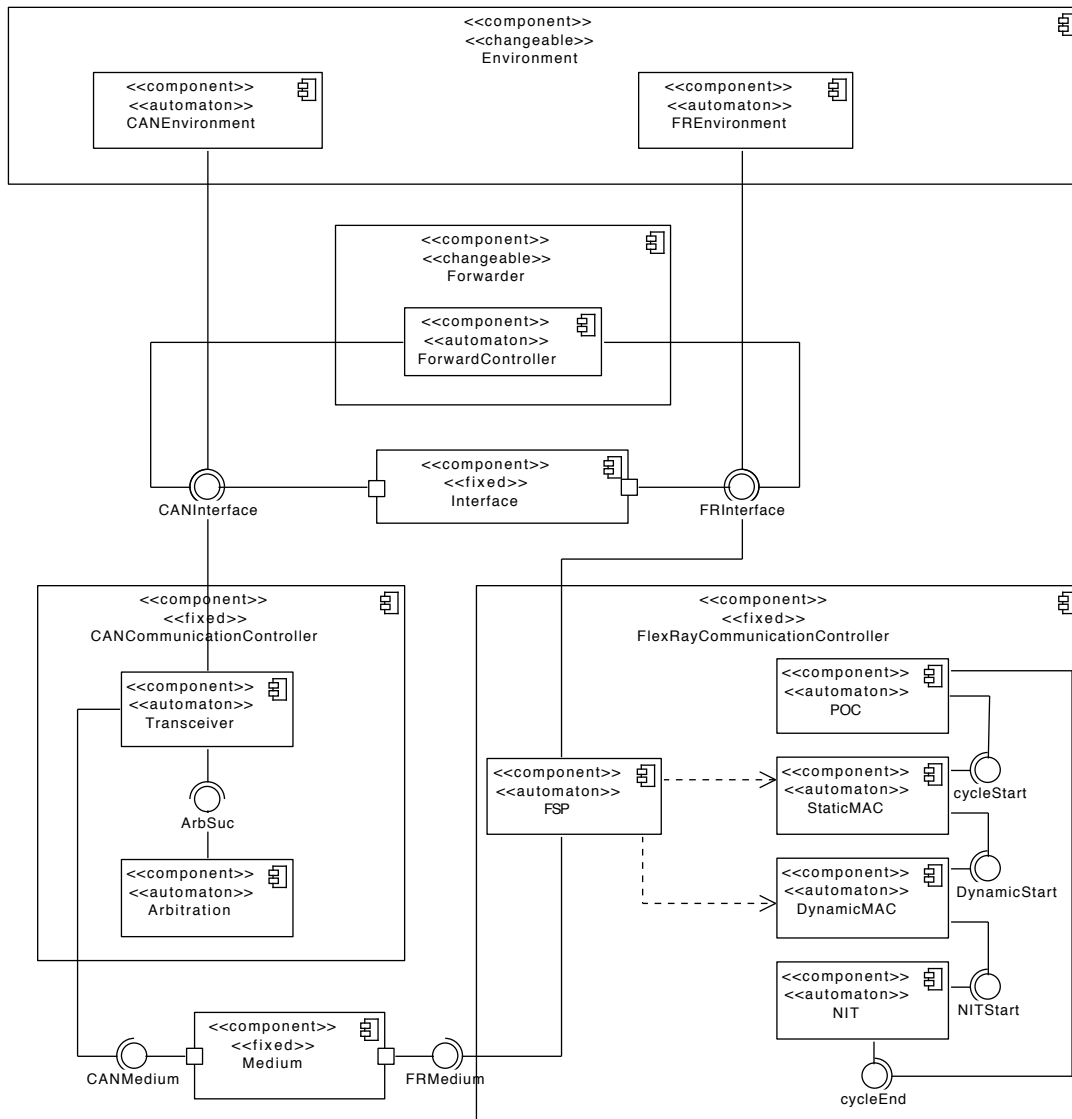 <<component>>
<<changeable>>
Environment
<<component>>
<<automaton>>
CANEnvironment
<<component>>
<<automaton>>
FREnvironment
<<component>>
<<changeable>>
Forwarder
<<component>>
<<automaton>>
ForwardController
<<component>>
<<fixed>>
Interface
CANInterface
FRInterface
<<component>>
<<fixed>>
CANCommunicationController
<<component>>
<<fixed>>
FlexRayCommunicationController
<<component>>
<<automaton>>
Transceiver
ArbSuc
<<component>>
<<automaton>>
Arbitration
<<component>>
<<automaton>>
FSP
<<component>>
<<automaton>>
POC
cycleStart
<<component>>
<<automaton>>
StaticMAC
DynamicStart
<<component>>
<<automaton>>
DynamicMAC
NITStart
<<component>>
<<automaton>>
NIT
cycleEnd
<<component>>
<<fixed>>
Medium
CANMedium
FRMedium